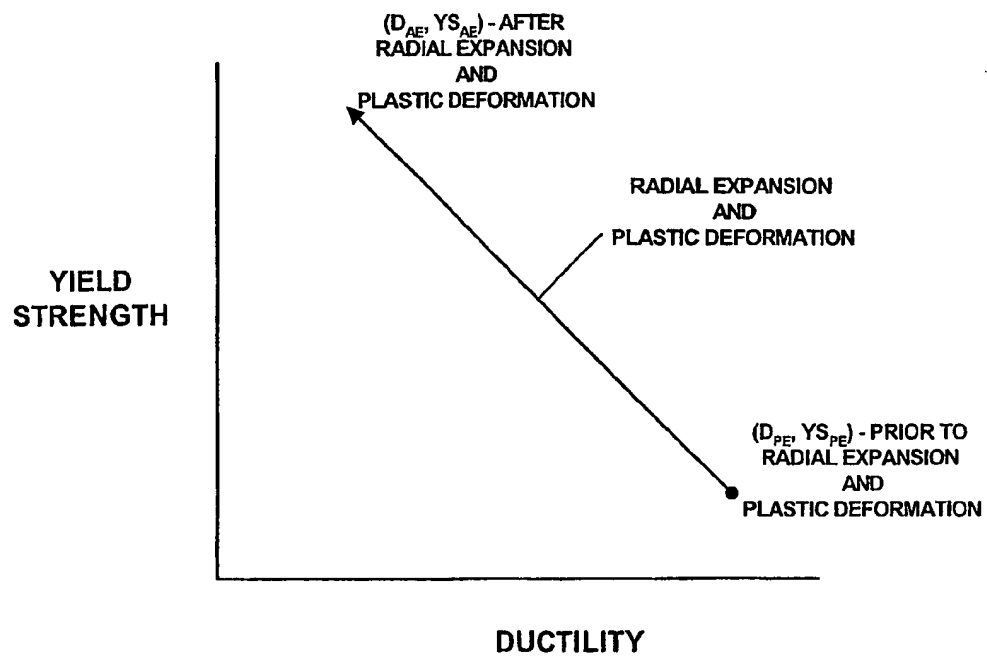 (D_AE, YS_AE) - AFTER
RADIAL EXPANSION
AND
PLASTIC DEFORMATION
RADIAL EXPANSION
AND
PLASTIC DEFORMATION
YIELD
STRENGTH
(D_PE, YS_PE) - PRIOR TO
RADIAL EXPANSION
AND
PLASTIC DEFORMATION
DUCTILITY